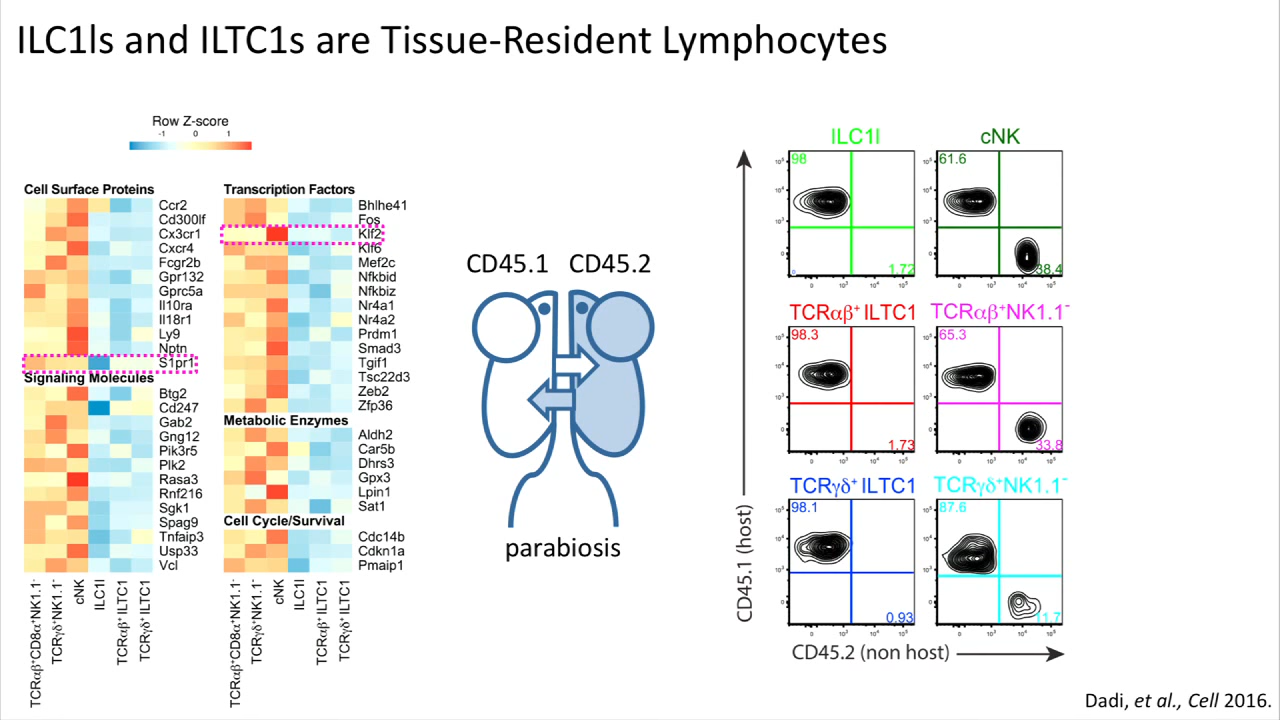 ILC1ls and ILTC1s are Tissue-Resident Lymphocytes
Row Z-score
-1 0 1
Cell Surface Proteins
Ccr2
Cd300lf
Cx3cr1
Cxcr4
Fcgr2b
Gpr132
Gprc5a
Il10ra
Il18r1
Ly9
Nptn
S1pr1
Signaling Molecules
Btg2
Cd247
Gab2
Gng12
Pik3r5
Plk2
Rasa3
Rnf216
Sgk1
Spag9
Tnfaip3
Usp33
Vcl
TCRαβ⁺CD8α⁺NK1.1⁻
TCRγδ⁺NK1.1⁻
cNK
ILC1l
TCRαβ⁺ILTC1
TCRγδ⁺ILTC1
Transcription Factors
Bhlhe41
Fos
Klf2
Klf6
Mef2c
Nfkbid
Nfkbiz
Nr4a1
Nr4a2
Prdm1
Smad3
Tgif1
Tsc22d3
Zeb2
Zfp36
Metabolic Enzymes
Aldh2
Car5b
Dhrs3
Gpx3
Lpin1
Sat1
Cell Cycle/Survival
Cdc14b
Cdkn1a
Pmaip1
TCRαβ⁺CD8α⁺NK1.1⁻
TCRγδ⁺NK1.1⁻
cNK
ILC1l
TCRαβ⁺ILTC1
TCRγδ⁺ILTC1
CD45.1 CD45.2
parabiosis
ILC1l
98
1.72
cNK
61.6
38.4
TCRαβ⁺ ILTC1
98.3
1.73
TCRαβ⁺NK1.1⁻
65.3
33.8
TCRγδ⁺ ILTC1
98.1
0.93
TCRγδ⁺NK1.1⁻
87.6
11.7
CD45.1 (host)
CD45.2 (non host)
Dadi, et al., Cell 2016.